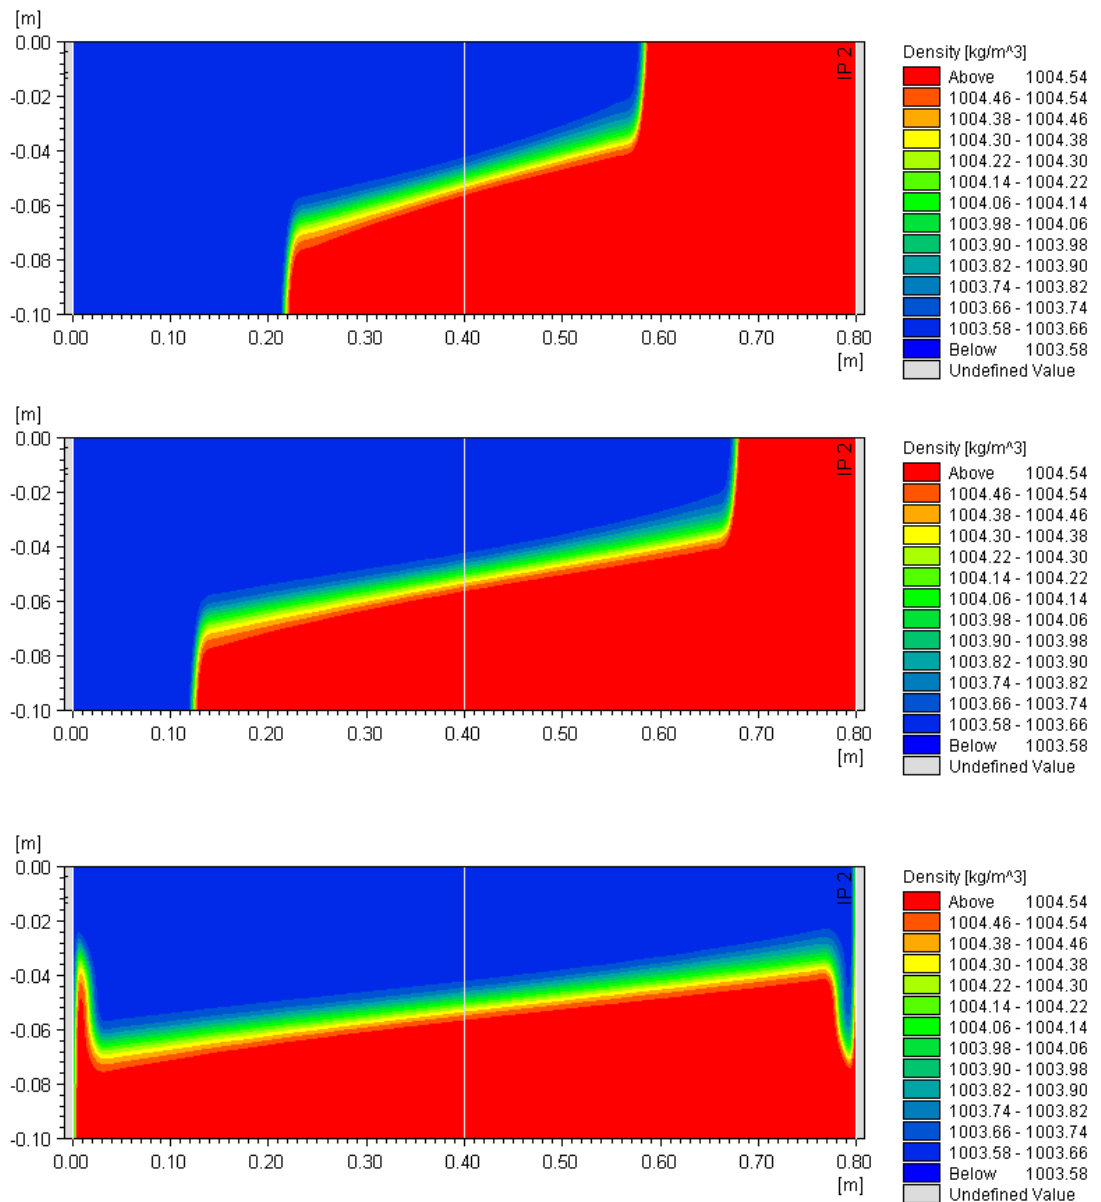 [m]
0.00
-0.02
-0.04
-0.06
-0.08
-0.10
0.00 0.10 0.20 0.30 0.40 0.50 0.60 0.70 0.80
[m]
IP 2
Density [kg/m^3]
Above 1004.54
1004.46 - 1004.54
1004.38 - 1004.46
1004.30 - 1004.38
1004.22 - 1004.30
1004.14 - 1004.22
1004.06 - 1004.14
1003.98 - 1004.06
1003.90 - 1003.98
1003.82 - 1003.90
1003.74 - 1003.82
1003.66 - 1003.74
1003.58 - 1003.66
Below 1003.58
Undefined Value
[m]
0.00
-0.02
-0.04
-0.06
-0.08
-0.10
0.00 0.10 0.20 0.30 0.40 0.50 0.60 0.70 0.80
[m]
IP 2
Density [kg/m^3]
Above 1004.54
1004.46 - 1004.54
1004.38 - 1004.46
1004.30 - 1004.38
1004.22 - 1004.30
1004.14 - 1004.22
1004.06 - 1004.14
1003.98 - 1004.06
1003.90 - 1003.98
1003.82 - 1003.90
1003.74 - 1003.82
1003.66 - 1003.74
1003.58 - 1003.66
Below 1003.58
Undefined Value
[m]
0.00
-0.02
-0.04
-0.06
-0.08
-0.10
0.00 0.10 0.20 0.30 0.40 0.50 0.60 0.70 0.80
[m]
IP 2
Density [kg/m^3]
Above 1004.54
1004.46 - 1004.54
1004.38 - 1004.46
1004.30 - 1004.38
1004.22 - 1004.30
1004.14 - 1004.22
1004.06 - 1004.14
1003.98 - 1004.06
1003.90 - 1003.98
1003.82 - 1003.90
1003.74 - 1003.82
1003.66 - 1003.74
1003.58 - 1003.66
Below 1003.58
Undefined Value